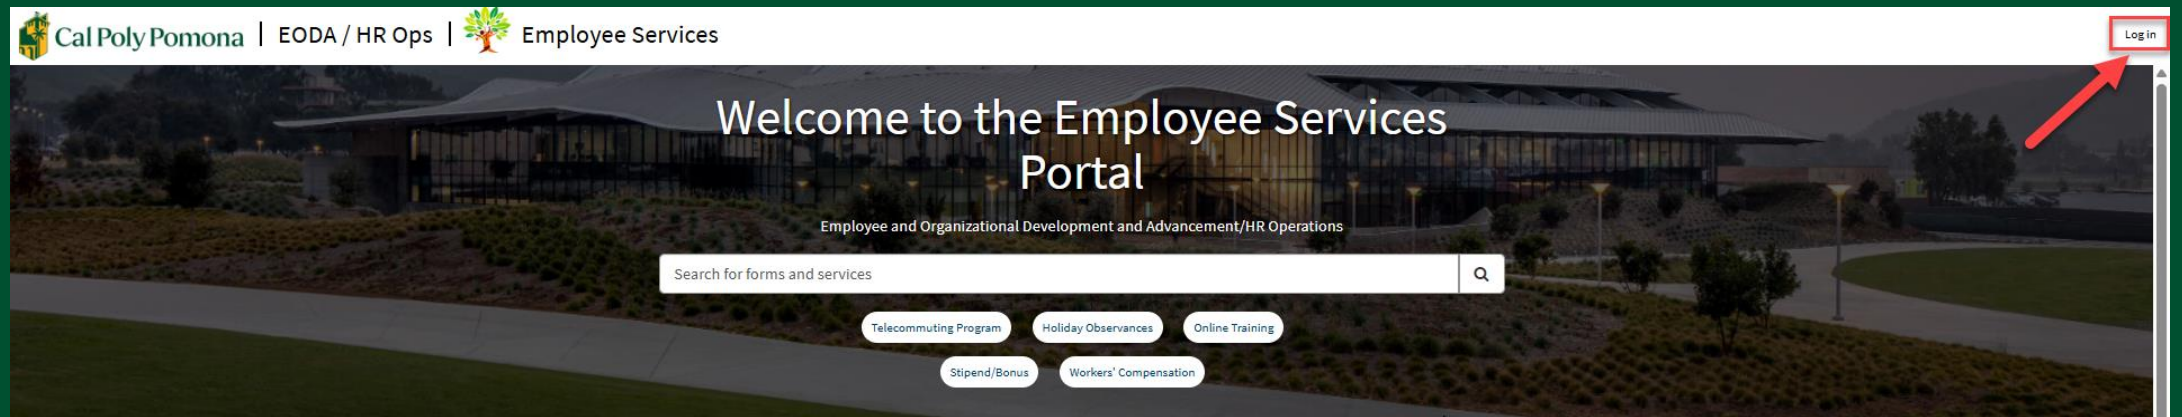 Cal Poly Pomona | EODA / HR Ops | Employee Services
Log in
Welcome to the Employee Services
Portal
Employee and Organizational Development and Advancement/HR Operations
Search for forms and services
Telecommuting Program
Holiday Observances
Online Training
Stipend/Bonus
Workers' Compensation